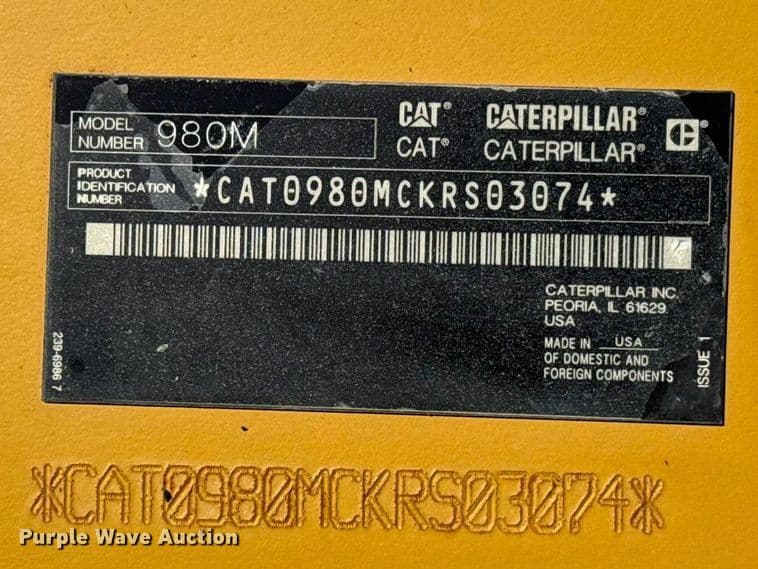 MODEL NUMBER 980M
CAT® CATERPILLAR®
CAT® CATERPILLAR®
PRODUCT IDENTIFICATION NUMBER *CAT0980MCKRS03074*
CATERPILLAR INC.
PEORIA, IL 61629
USA
MADE IN USA
OF DOMESTIC AND
FOREIGN COMPONENTS
ISSUE 1
239-6986 7
*CAT0980MCKRS03074*
Purple Wave Auction